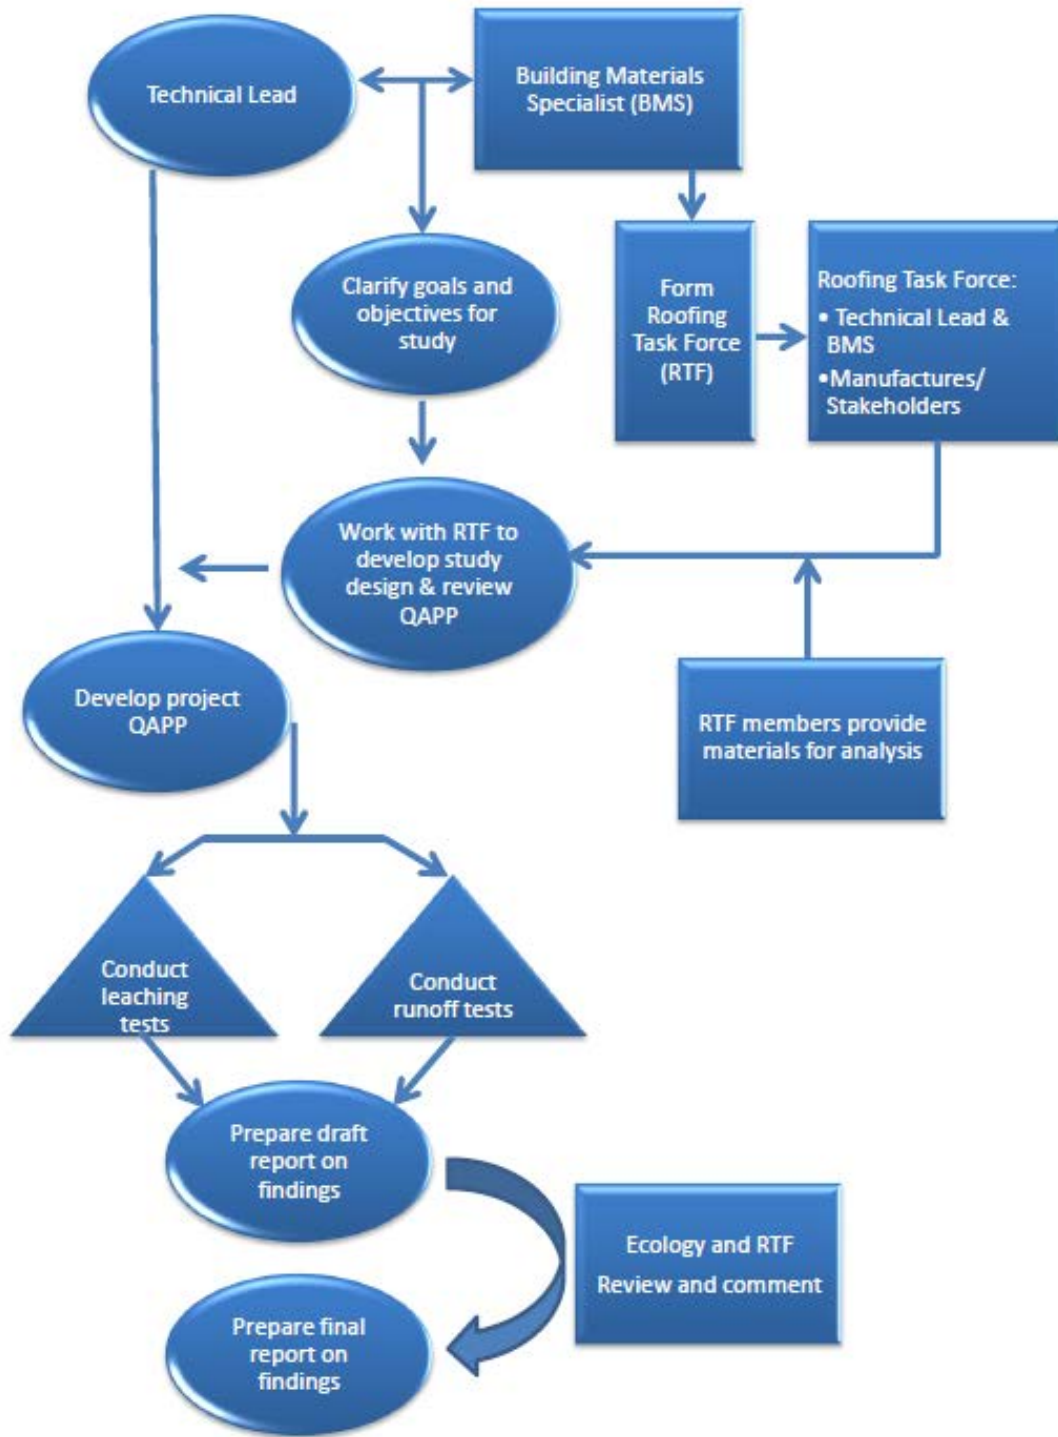 Technical Lead
Building Materials
Specialist (BMS)
Clarify goals and
objectives for
study
Form
Roofing
Task Force
(RTF)
Roofing Task Force:
• Technical Lead &
BMS
•Manufactures/
Stakeholders
Work with RTF to
develop study
design & review
QAPP
Develop project
QAPP
RTF members provide
materials for analysis
Conduct
leaching
tests
Conduct
runoff tests
Prepare draft
report on
findings
Ecology and RTF
Review and comment
Prepare final
report on
findings